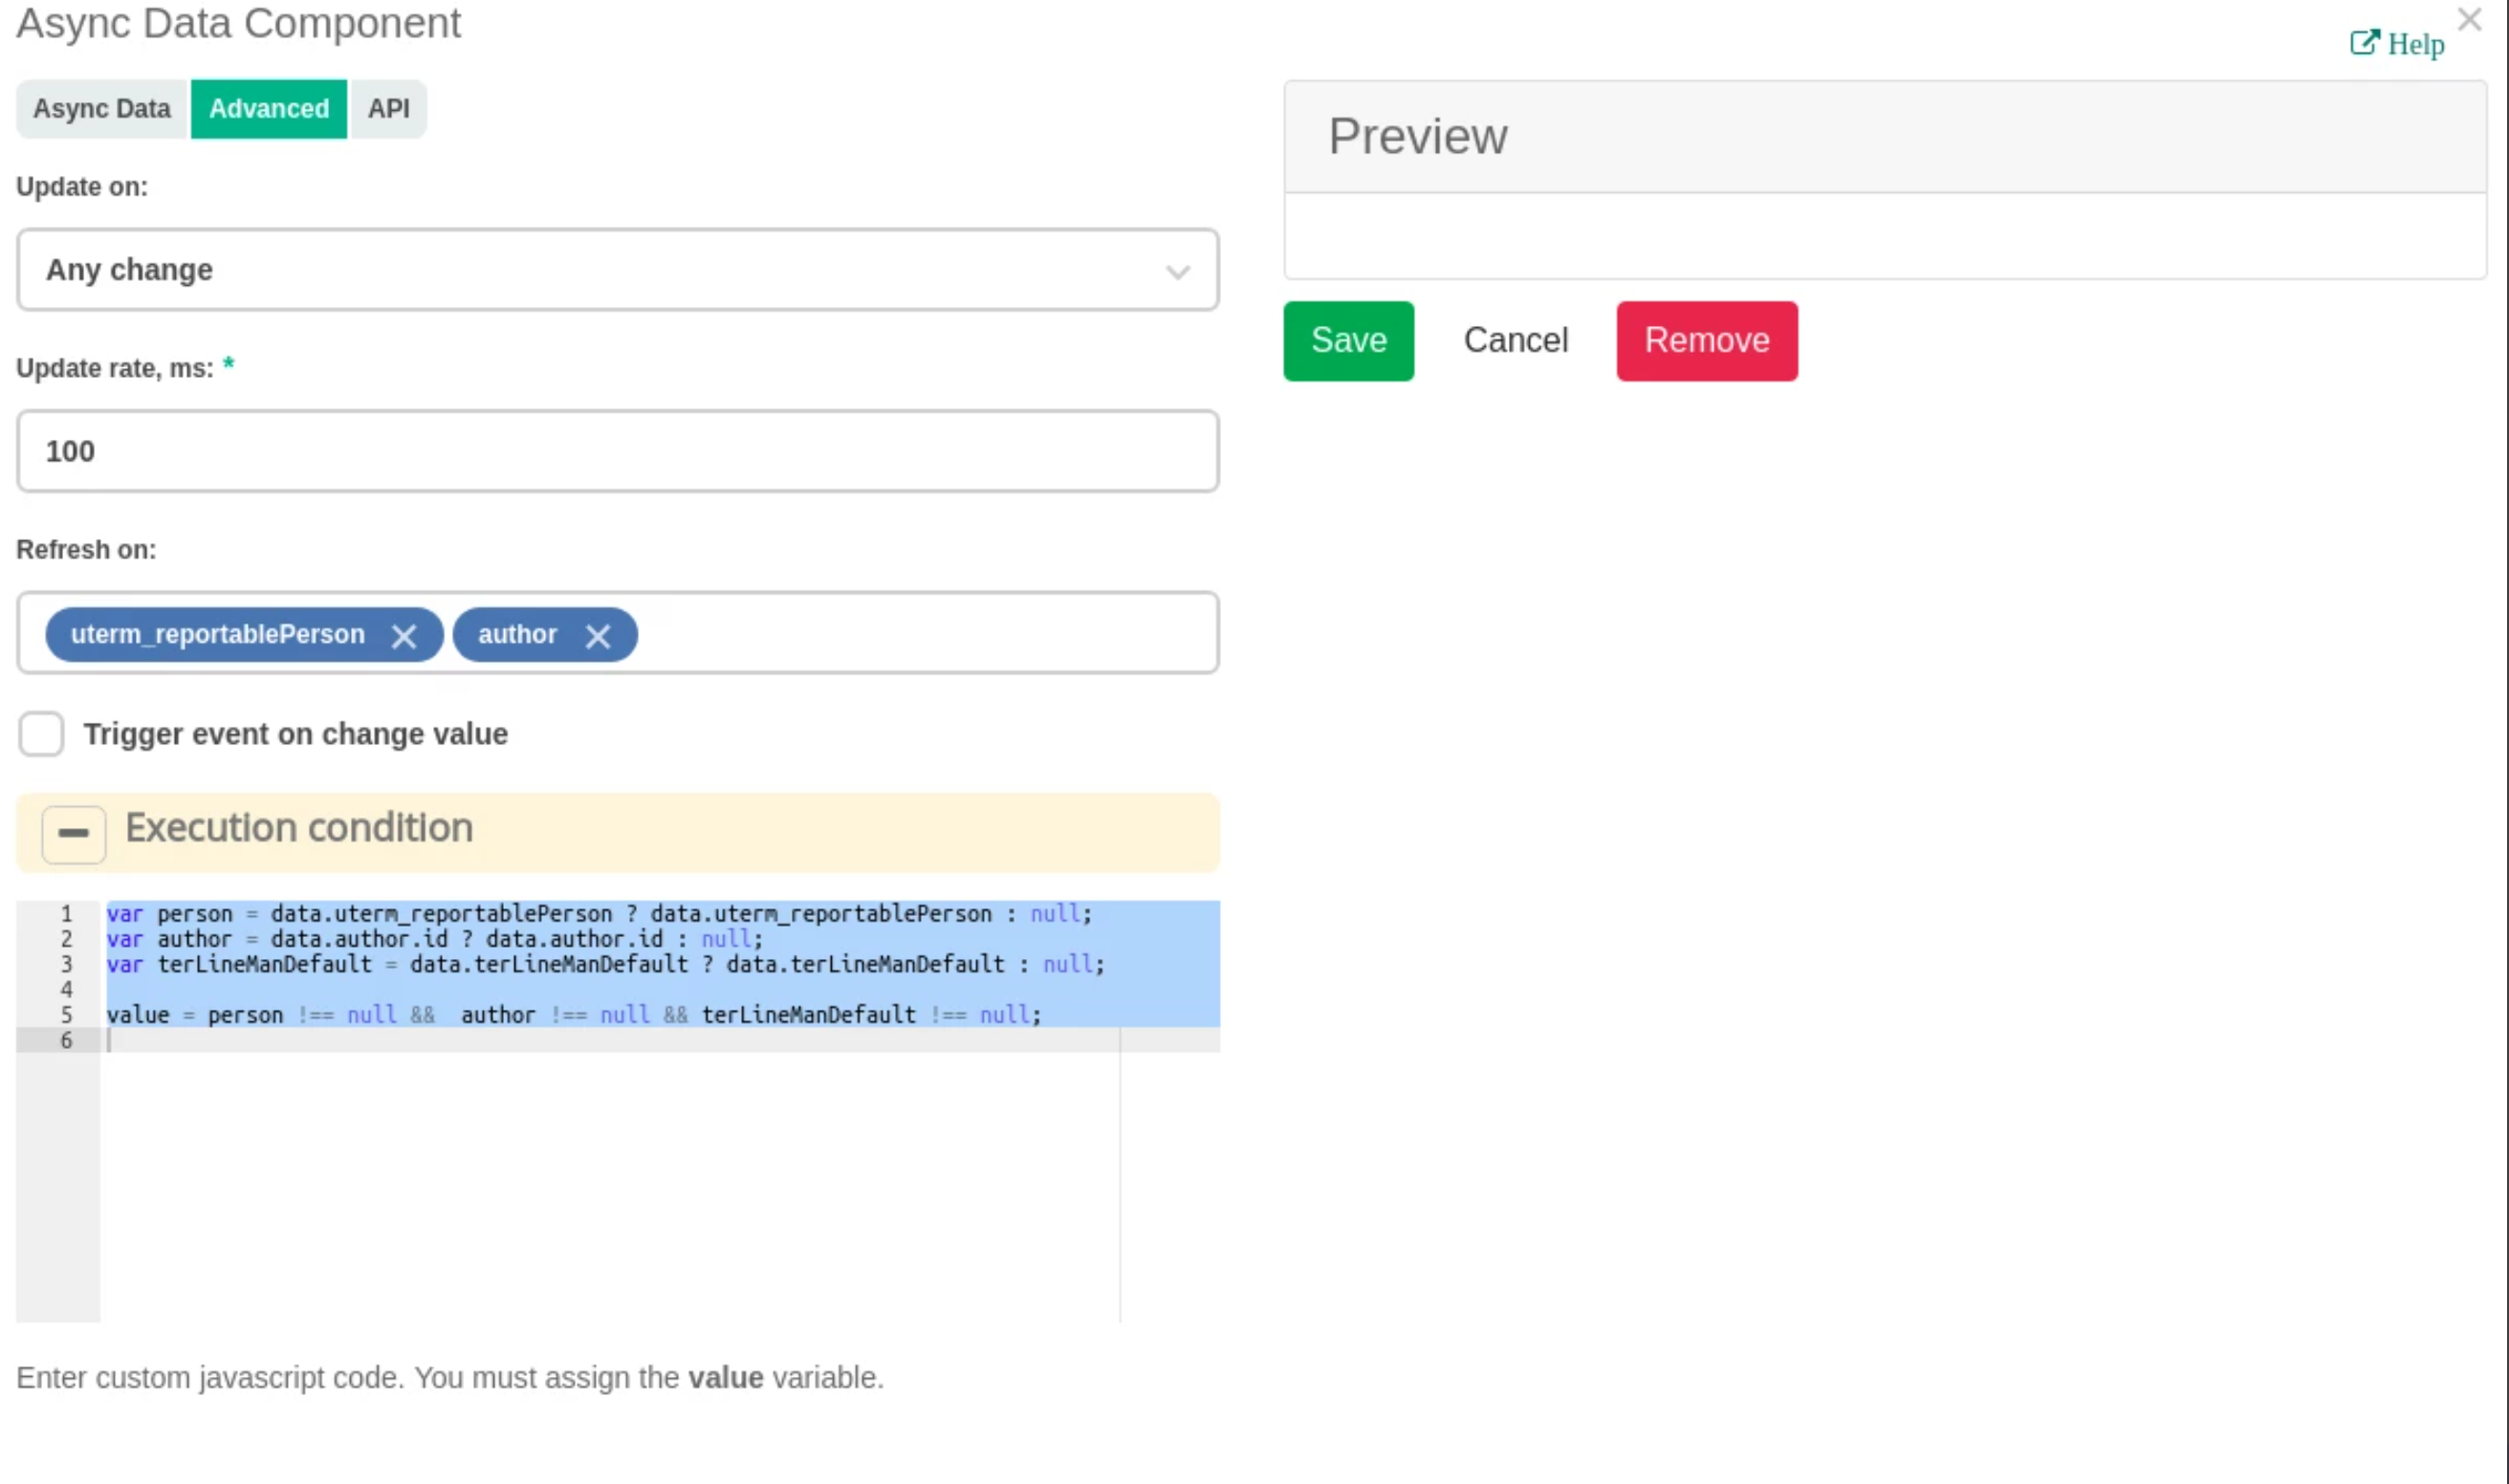 Async Data Component
Help
Async Data Advanced API
Update on:
Any change
Update rate, ms: *
100
Refresh on:
uterm_reportablePerson author
Trigger event on change value
Execution condition
1 var person = data.uterm_reportablePerson ? data.uterm_reportablePerson : null;
2 var author = data.author.id ? data.author.id : null;
3 var terLineManDefault = data.terLineManDefault ? data.terLineManDefault : null;
4
5 value = person !== null &&  author !== null && terLineManDefault !== null;
6
Enter custom javascript code. You must assign the value variable.
Preview
Save Cancel Remove